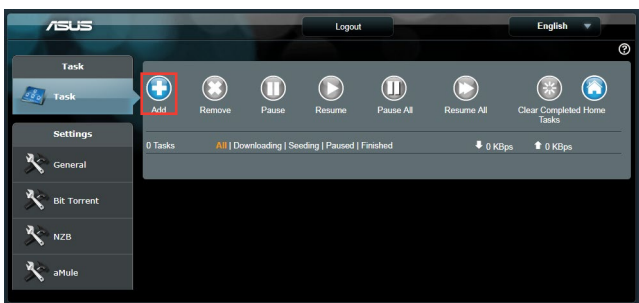 ASUS
Logout
English
?
Task
Task
Settings
General
Bit Torrent
NZB
aMule
Add
Remove
Pause
Resume
Pause All
Resume All
Clear Completed Tasks
Home
0 Tasks
All | Downloading | Seeding | Paused | Finished
0 KBps
0 KBps